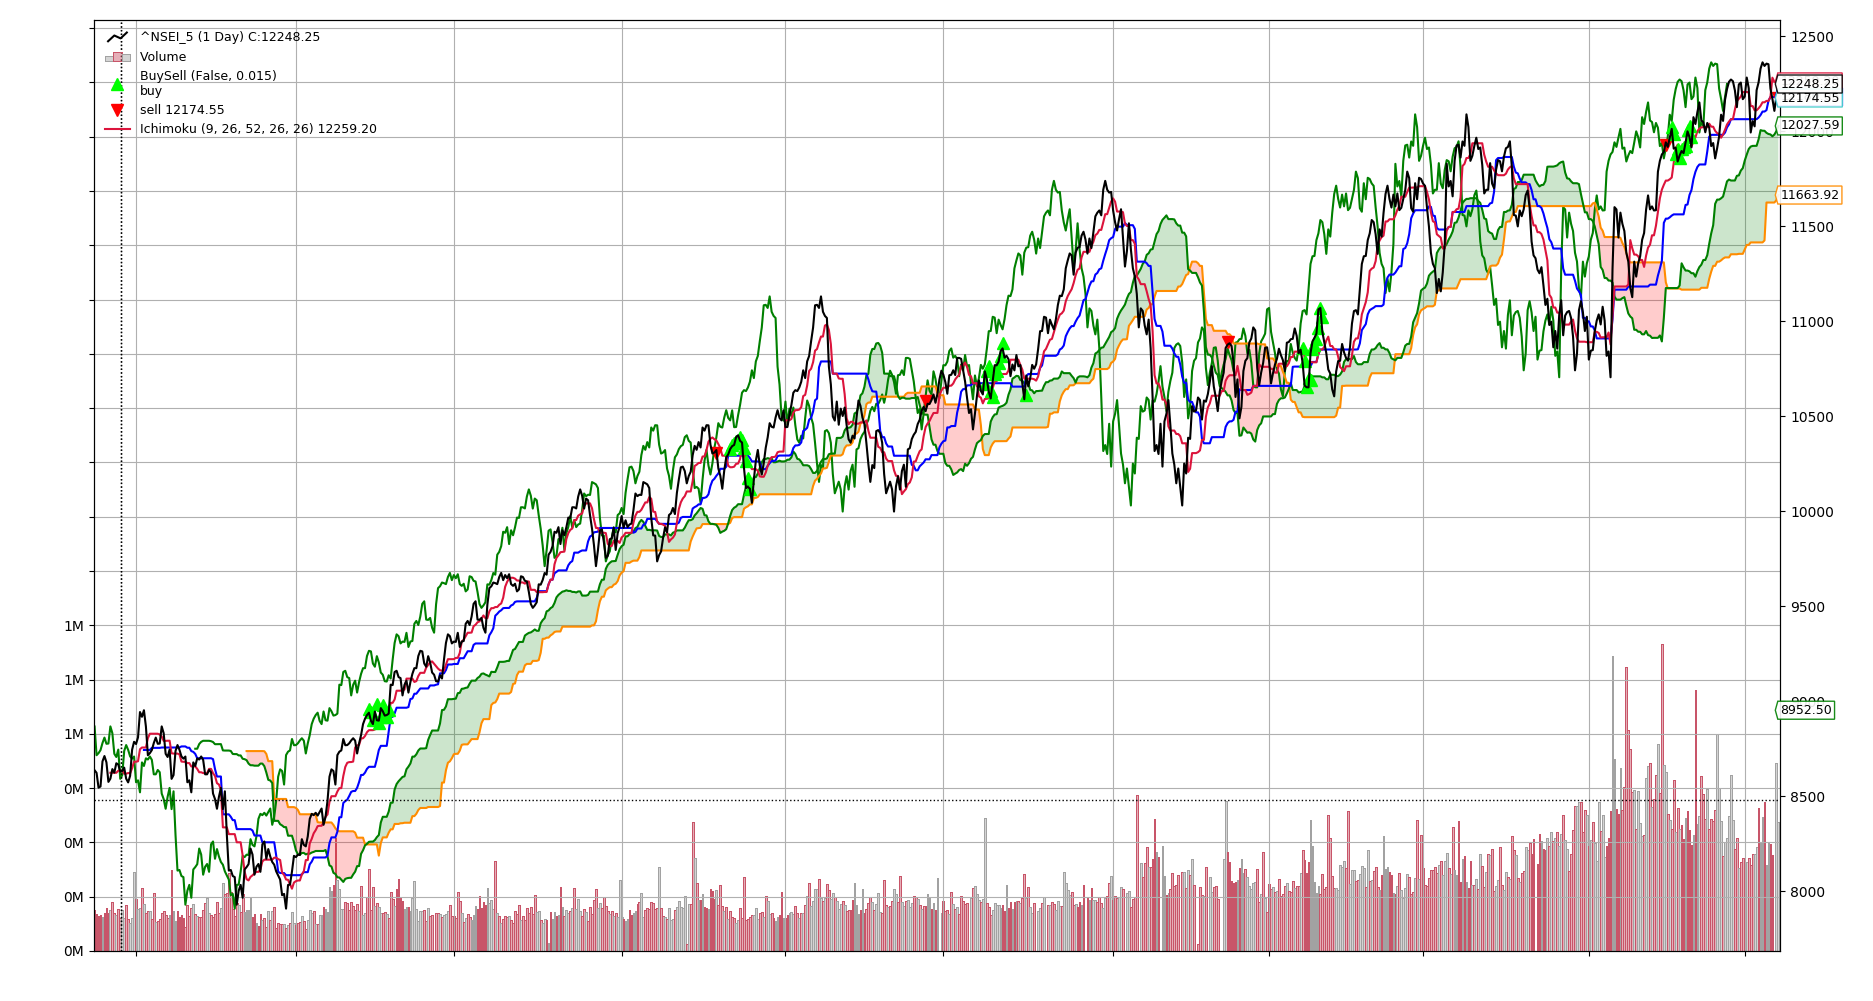 ^NSEI_5 (1 Day) C:12248.25
Volume
BuySell (False, 0.015)
buy
sell 12174.55
Ichimoku (9, 26, 52, 26, 26) 12259.20
12500
12248.25
12174.55
12027.59
11663.92
11500
11000
10500
10000
9500
8952.50
8500
8000
1M
1M
1M
0M
0M
0M
0M